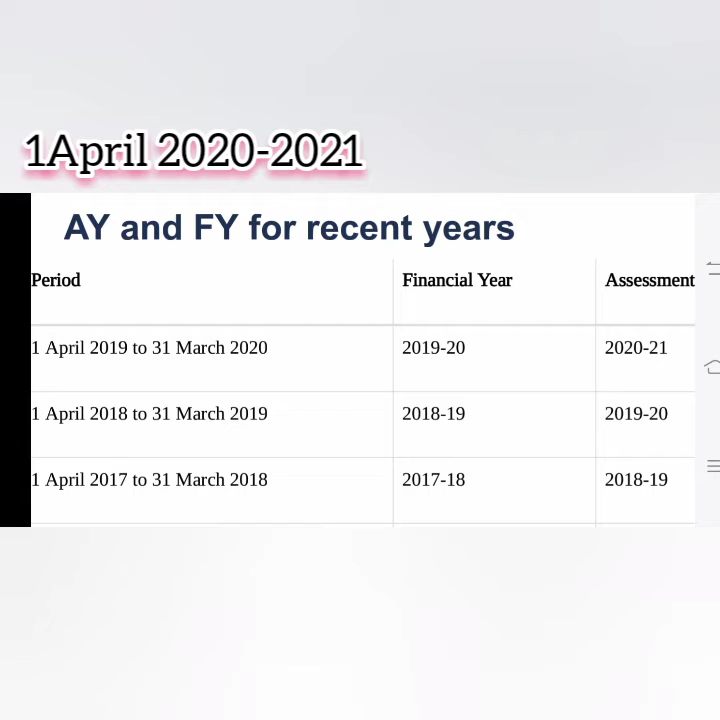 1April 2020-2021
AY and FY for recent years
Period Financial Year Assessment
1 April 2019 to 31 March 2020 2019-20 2020-21
1 April 2018 to 31 March 2019 2018-19 2019-20
1 April 2017 to 31 March 2018 2017-18 2018-19